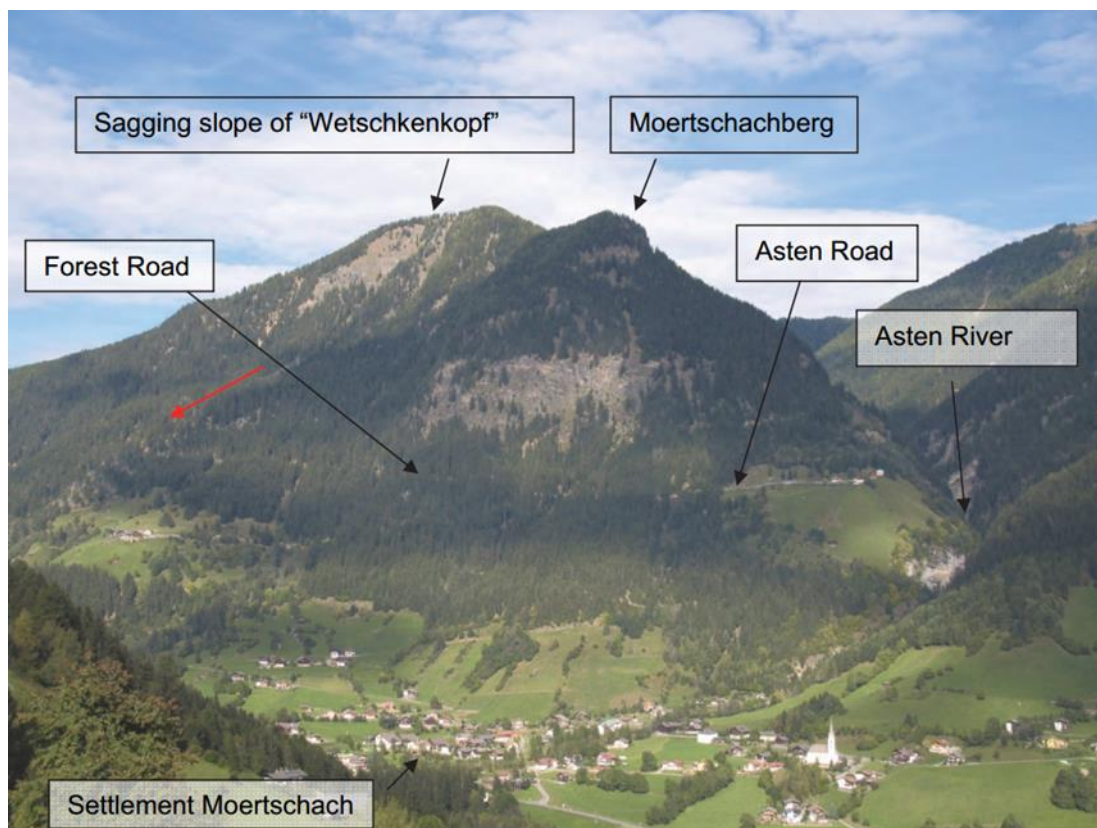 Sagging slope of “Wetschkenkopf”
Moertschachberg
Forest Road
Asten Road
Asten River
Settlement Moertschach